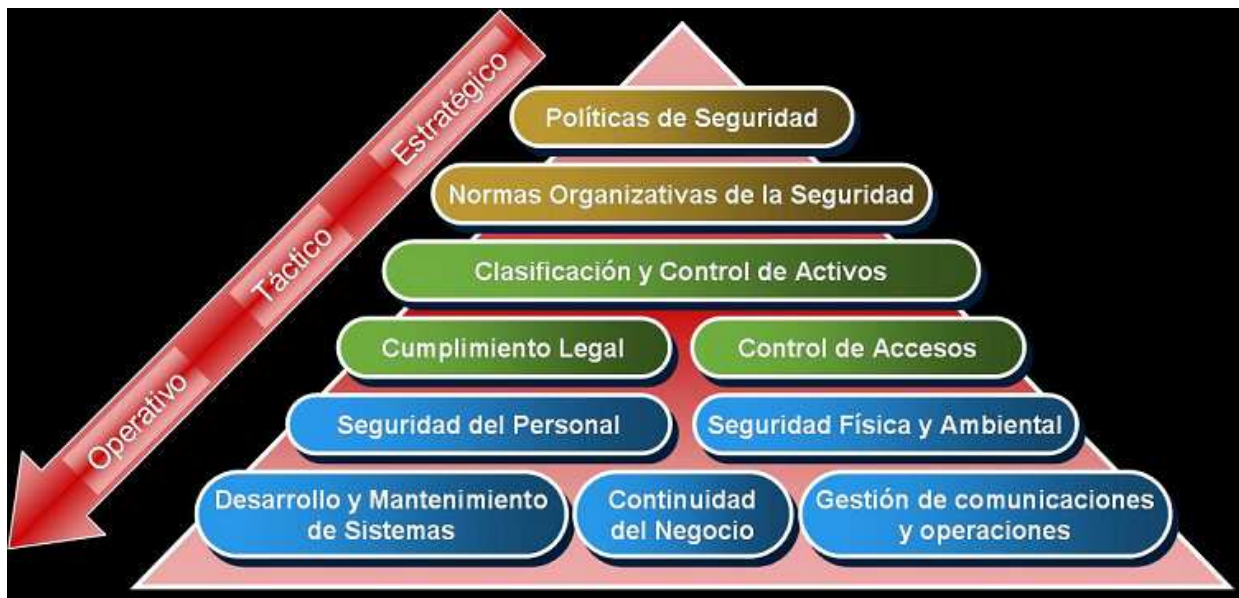 Estratégico
Táctico
Operativo
Políticas de Seguridad
Normas Organizativas de la Seguridad
Clasificación y Control de Activos
Cumplimiento Legal
Control de Accesos
Seguridad del Personal
Seguridad Física y Ambiental
Desarrollo y Mantenimiento
de Sistemas
Continuidad
del Negocio
Gestión de comunicaciones
y operaciones